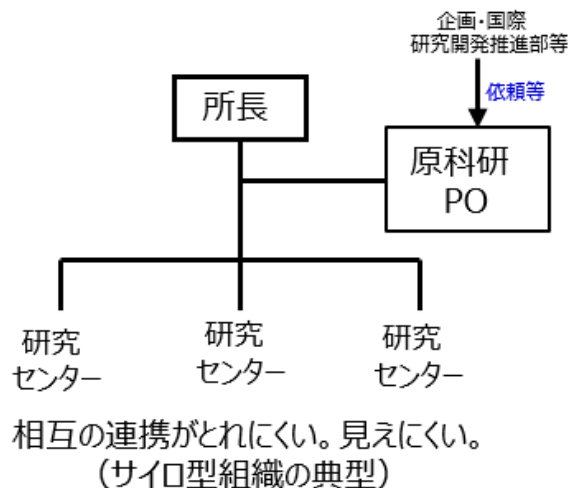 企画・国際
研究開発推進部等
依頼等
所長
原科研
PO
研究
センター
研究
センター
研究
センター
相互の連携がとれにくい。見えにくい。
（サイロ型組織の典型）